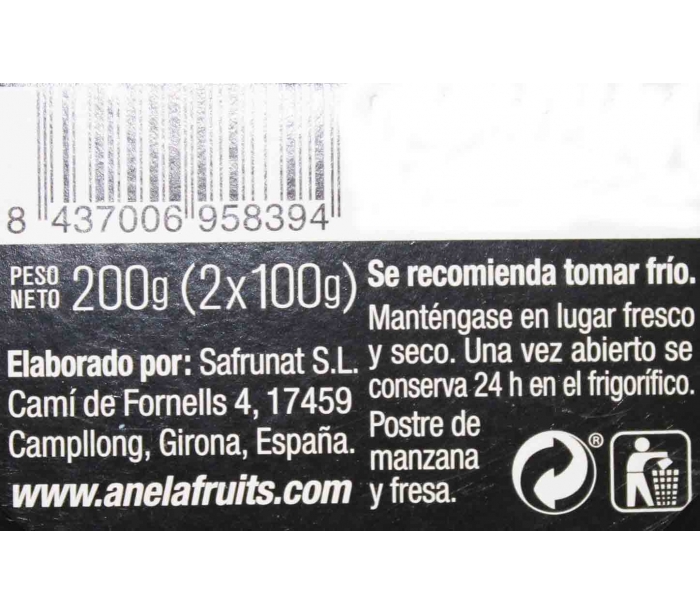 8 437006 958394
PESO
NETO 200g (2x100g)
Elaborado por: Safrunat S.L.
Camí de Fornells 4, 17459
Campllong, Girona, España.
www.anelafruits.com
Se recomienda tomar frío.
Manténgase en lugar fresco
y seco. Una vez abierto se
conserva 24 h en el frigorífico.
Postre de
manzana
y fresa.
®